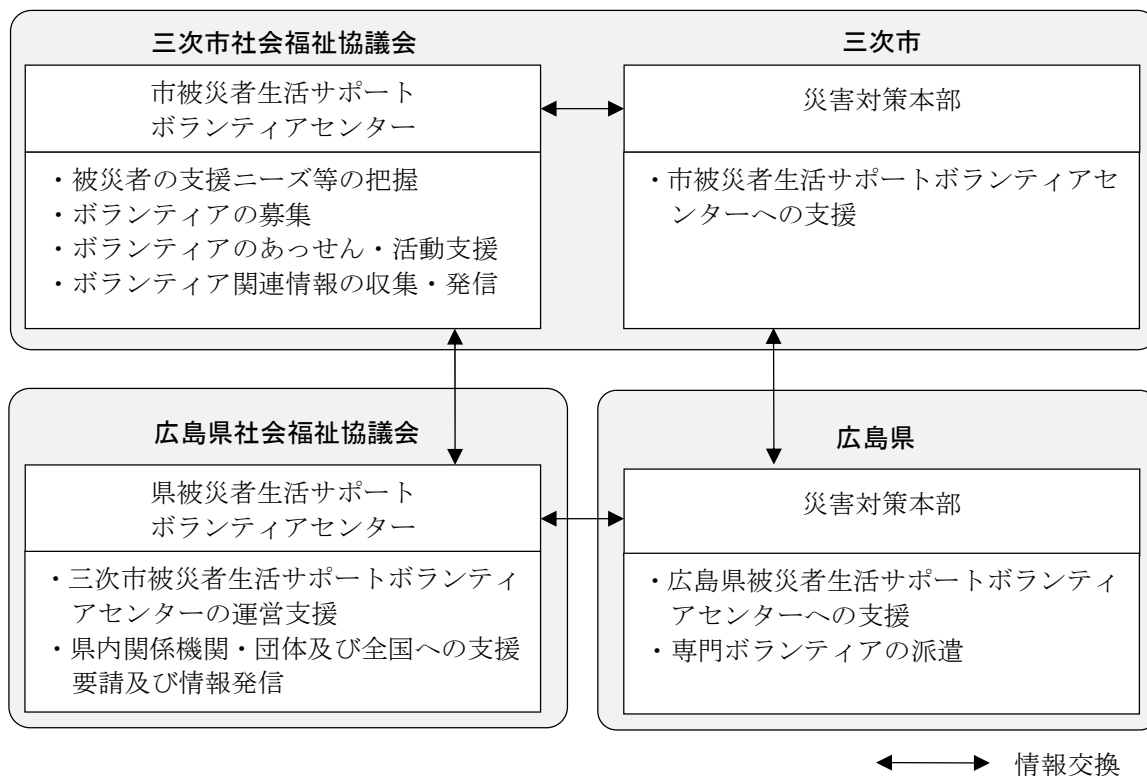 三次市社会福祉協議会
市被災者生活サポート
ボランティアセンター
・被災者の支援ニーズ等の把握
・ボランティアの募集
・ボランティアのあっせん・活動支援
・ボランティア関連情報の収集・発信
三次市
災害対策本部
・市被災者生活サポートボランティアセ
ンターへの支援
広島県社会福祉協議会
県被災者生活サポート
ボランティアセンター
・三次市被災者生活サポートボランティ
アセンターの運営支援
・県内関係機関・団体及び全国への支援
要請及び情報発信
広島県
災害対策本部
・広島県被災者生活サポートボランティ
アセンターへの支援
・専門ボランティアの派遣
情報交換